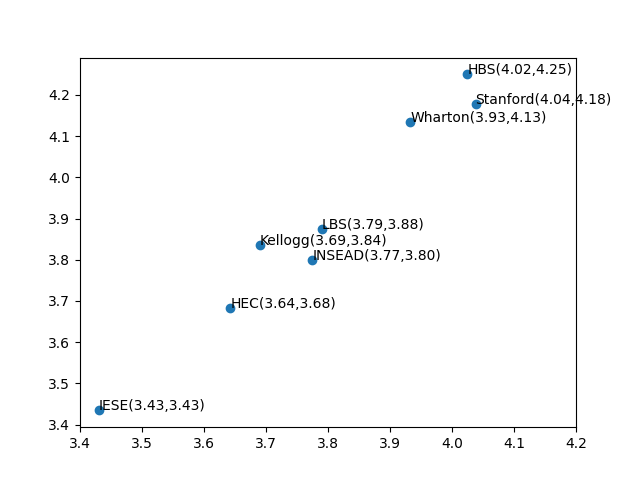 HBS(4.02,4.25)
Stanford(4.04,4.18)
Wharton(3.93,4.13)
LBS(3.79,3.88)
Kellogg(3.69,3.84)
INSEAD(3.77,3.80)
HEC(3.64,3.68)
IESE(3.43,3.43)
4.2
4.1
4.0
3.9
3.8
3.7
3.6
3.5
3.4
3.4 3.5 3.6 3.7 3.8 3.9 4.0 4.1 4.2